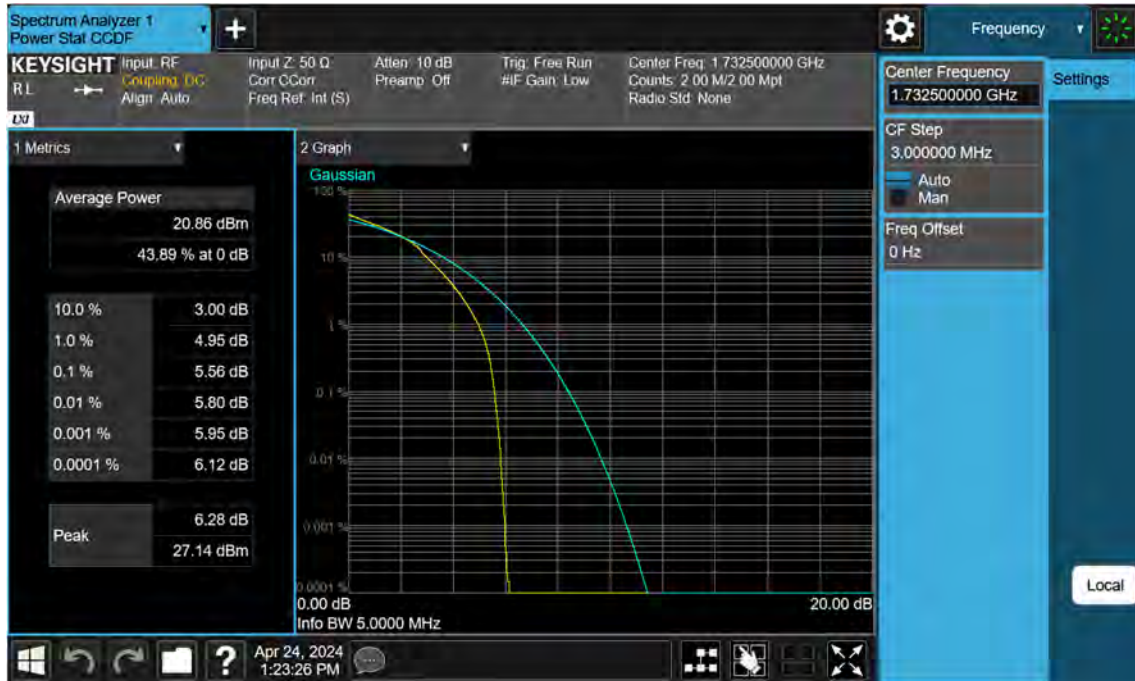 Spectrum Analyzer 1
Power Stat CCDF
Frequency
KEYSIGHT
RL
LXI
Input: RF
Coupling: DC
Align: Auto
Input Z: 50 Ω
Corr CCorr
Freq Ref: Int (S)
Atten: 10 dB
Preamp: Off
Trig: Free Run
#IF Gain: Low
Center Freq: 1.732500000 GHz
Counts: 2.00 M/2.00 Mpt
Radio Std: None
Center Frequency
1.732500000 GHz
Settings
CF Step
3.000000 MHz
Auto
Man
Freq Offset
0 Hz
1 Metrics
Average Power
20.86 dBm
43.89 % at 0 dB
10.0 % 3.00 dB
1.0 % 4.95 dB
0.1 % 5.56 dB
0.01 % 5.80 dB
0.001 % 5.95 dB
0.0001 % 6.12 dB
Peak
6.28 dB
27.14 dBm
2 Graph
Gaussian
100 %
10 %
1 %
0.1 %
0.01 %
0.001 %
0.0001 %
0.00 dB 20.00 dB
Info BW 5.0000 MHz
Local
?
Apr 24, 2024
1:23:26 PM